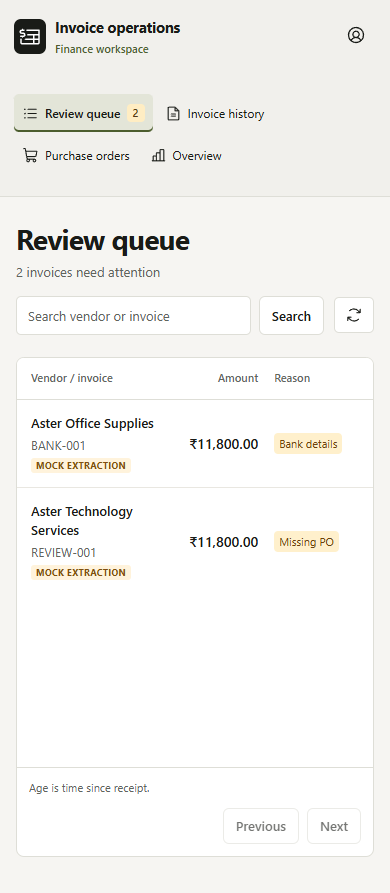 Invoice operations
Finance workspace
Review queue 2
Invoice history
Purchase orders
Overview
Review queue
2 invoices need attention
Search vendor or invoice
Search
Vendor / invoice Amount Reason
Aster Office Supplies
BANK-001
MOCK EXTRACTION
₹11,800.00
Bank details
Aster Technology
Services
REVIEW-001
MOCK EXTRACTION
₹11,800.00
Missing PO
Age is time since receipt.
Previous
Next